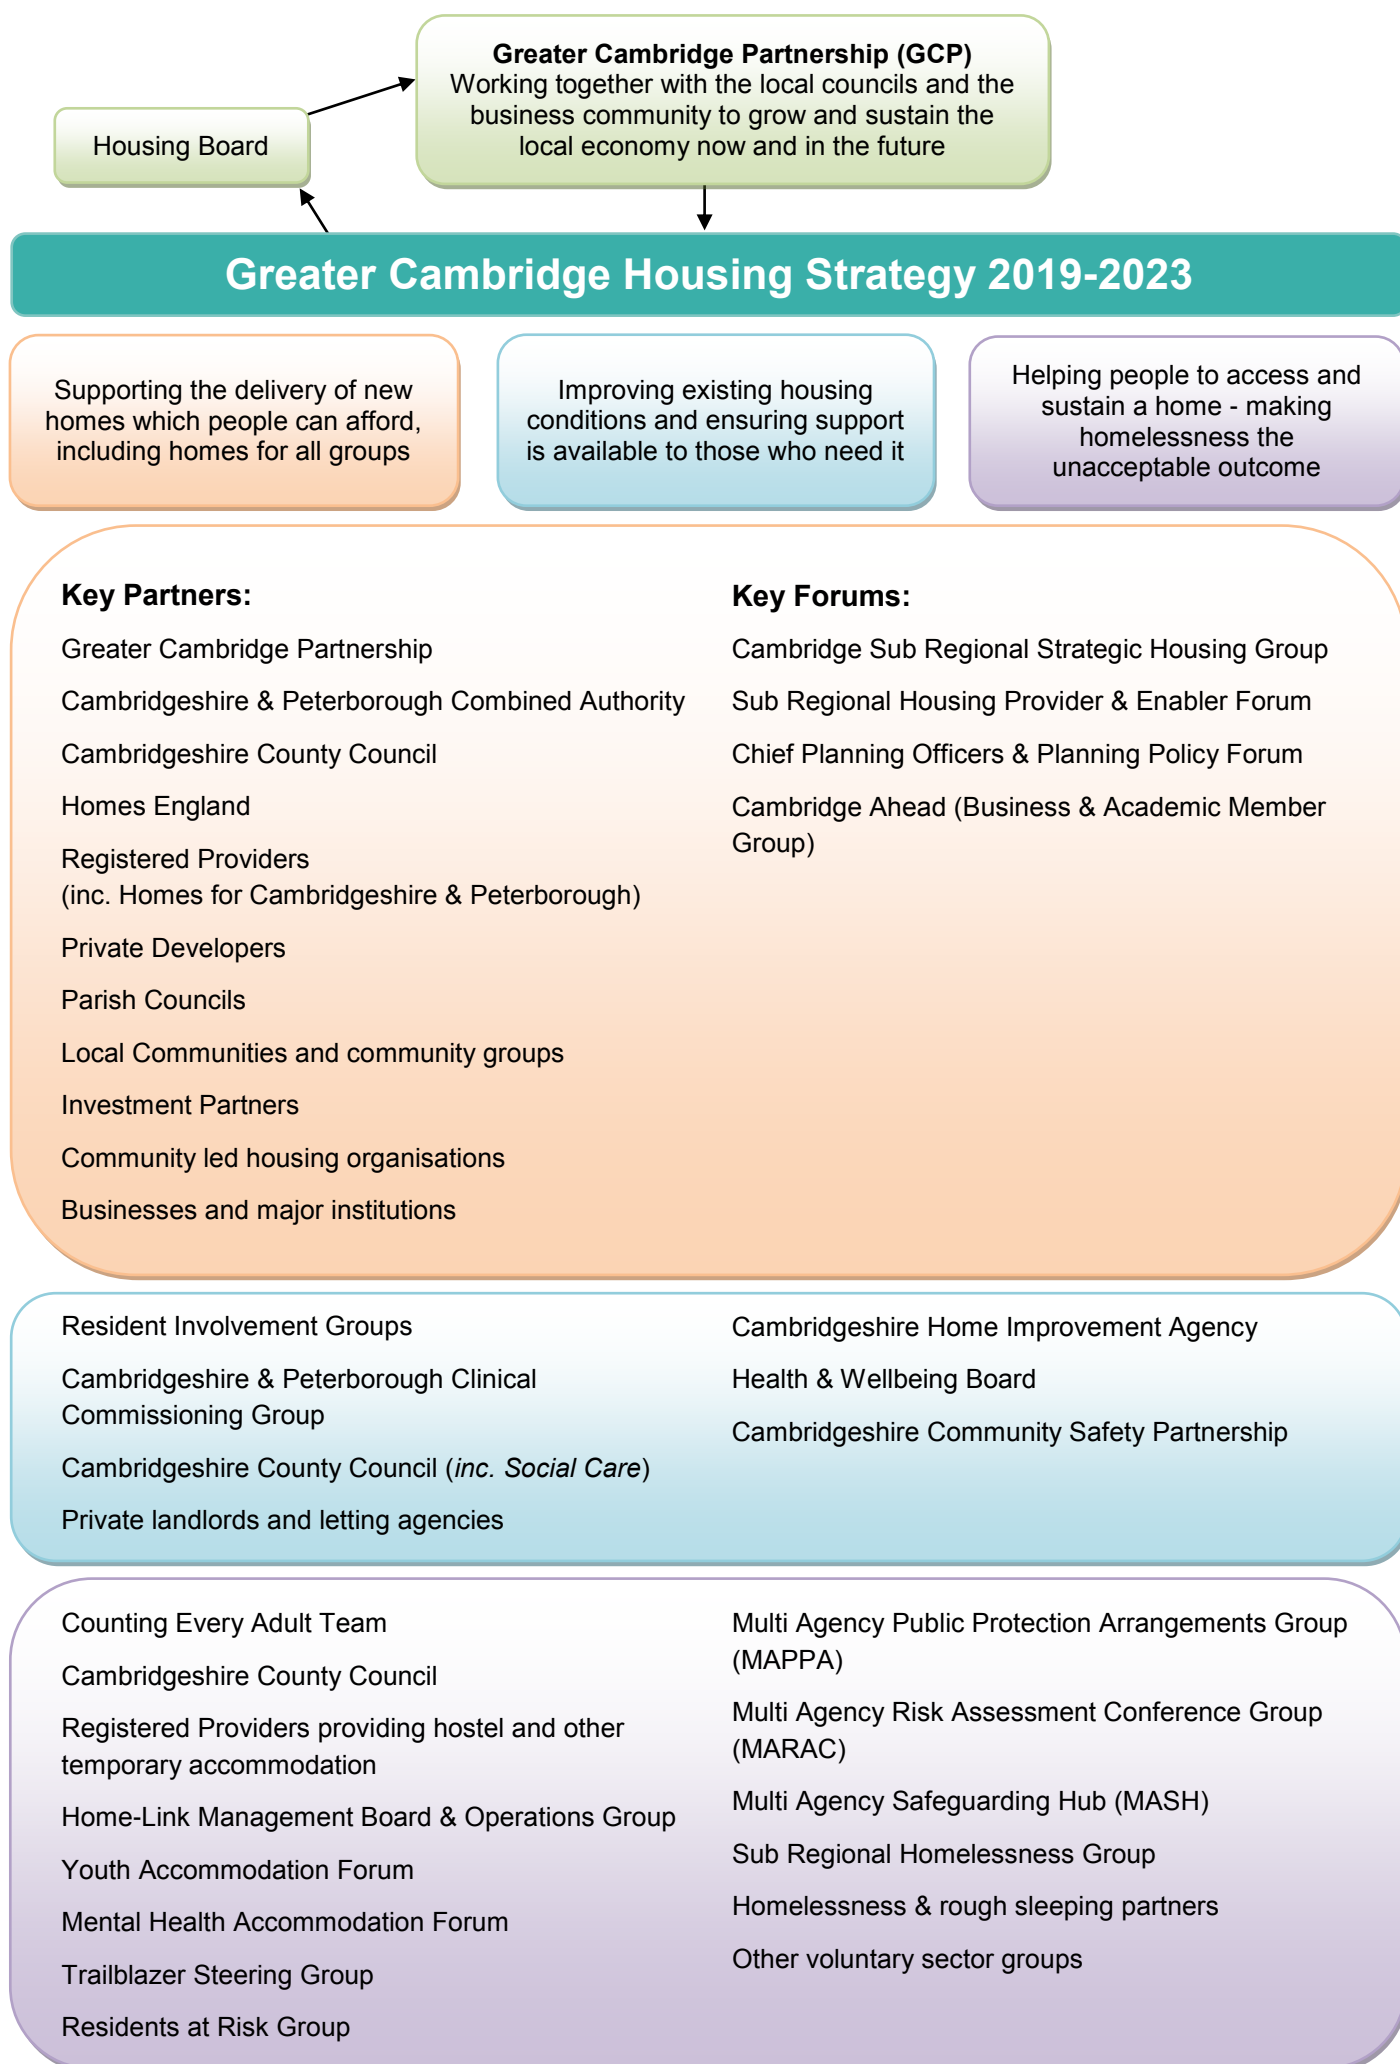 Greater Cambridge Partnership (GCP)
Working together with the local councils and the
business community to grow and sustain the
local economy now and in the future
Housing Board
Greater Cambridge Housing Strategy 2019-2023
Supporting the delivery of new
homes which people can afford,
including homes for all groups
Improving existing housing
conditions and ensuring support
is available to those who need it
Helping people to access and
sustain a home - making
homelessness the
unacceptable outcome
Key Partners:
Greater Cambridge Partnership
Cambridgeshire & Peterborough Combined Authority
Cambridgeshire County Council
Homes England
Registered Providers
(inc. Homes for Cambridgeshire & Peterborough)
Private Developers
Parish Councils
Local Communities and community groups
Investment Partners
Community led housing organisations
Businesses and major institutions
Key Forums:
Cambridge Sub Regional Strategic Housing Group
Sub Regional Housing Provider & Enabler Forum
Chief Planning Officers & Planning Policy Forum
Cambridge Ahead (Business & Academic Member
Group)
Resident Involvement Groups
Cambridgeshire & Peterborough Clinical
Commissioning Group
Cambridgeshire County Council (inc. Social Care)
Private landlords and letting agencies
Cambridgeshire Home Improvement Agency
Health & Wellbeing Board
Cambridgeshire Community Safety Partnership
Counting Every Adult Team
Cambridgeshire County Council
Registered Providers providing hostel and other
temporary accommodation
Home-Link Management Board & Operations Group
Youth Accommodation Forum
Mental Health Accommodation Forum
Trailblazer Steering Group
Residents at Risk Group
Multi Agency Public Protection Arrangements Group
(MAPPA)
Multi Agency Risk Assessment Conference Group
(MARAC)
Multi Agency Safeguarding Hub (MASH)
Sub Regional Homelessness Group
Homelessness & rough sleeping partners
Other voluntary sector groups